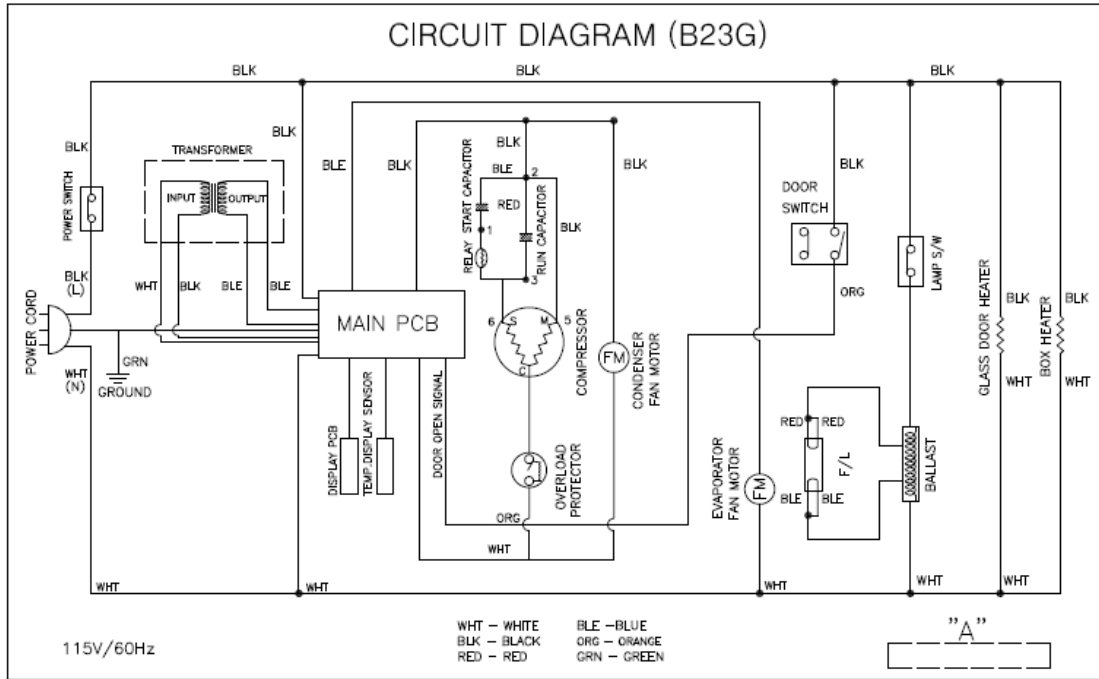 CIRCUIT DIAGRAM (B23G)
BLK
BLK
BLK
BLK
TRANSFORMER
BLK
INPUT
OUTPUT
POWER SWITCH
BLK
(L)
WHT
BLK
BLE
BLE
BLE
BLK
BLK
BLE
2
RED
BLK
1
3
RELAY START CAPACITOR
RUN CAPACITOR
BLK
DOOR
SWITCH
BLK
ORG
LAMP S/W
BLK
BLK
GLASS DOOR HEATER
BOX HEATER
WHT
WHT
POWER CORD
MAIN PCB
6
S
M
5
C
COMPRESSOR
FM
CONDENSER
FAN MOTOR
GRN
GROUND
WHT
(N)
DISPLAY PCB
TEMP.DISPLAY SENSOR
DOOR OPEN SIGNAL
OVERLOAD
PROTECTOR
RED
RED
F/L
BLE
BLE
BALLAST
EVAPORATOR
FAN MOTOR
FM
ORG
WHT
WHT
WHT
WHT
WHT
WHT
WHT – WHITE
BLK – BLACK
RED – RED
BLE –BLUE
ORG – ORANGE
GRN – GREEN
115V/60Hz
"A"